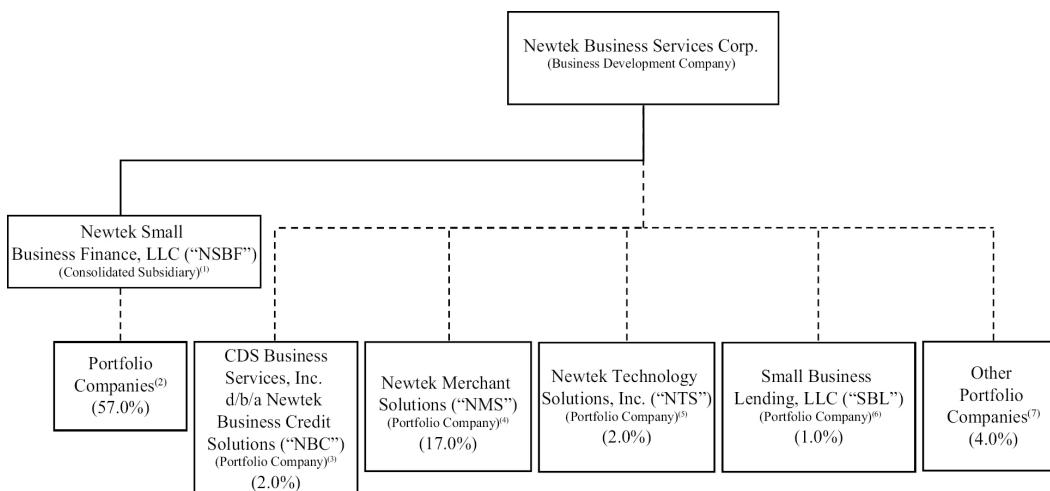 Newtek Business Services Corp.
(Business Development Company)
Newtek Small
Business Finance, LLC (“NSBF”)
(Consolidated Subsidiary)(1)
Portfolio
Companies(2)
(57.0%)
CDS Business
Services, Inc.
d/b/a Newtek
Business Credit
Solutions (“NBC”)
(Portfolio Company)(3)
(2.0%)
Newtek Merchant
Solutions (“NMS”)
(Portfolio Company)(4)
(17.0%)
Newtek Technology
Solutions, Inc. (“NTS”)
(Portfolio Company)(5)
(2.0%)
Small Business
Lending, LLC (“SBL”)
(Portfolio Company)(6)
(1.0%)
Other
Portfolio
Companies(7)
(4.0%)